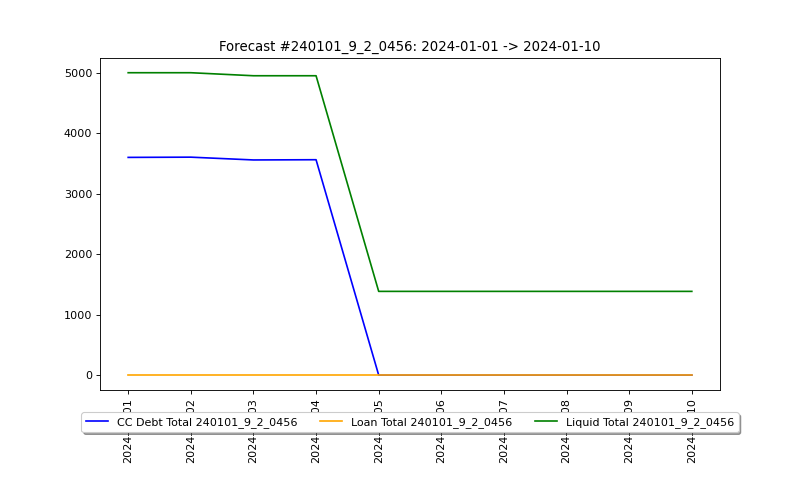 Forecast #240101_9_2_0456: 2024-01-01 -> 2024-01-10
5000
4000
3000
2000
1000
0
CC Debt Total 240101_9_2_0456
Loan Total 240101_9_2_0456
Liquid Total 240101_9_2_0456